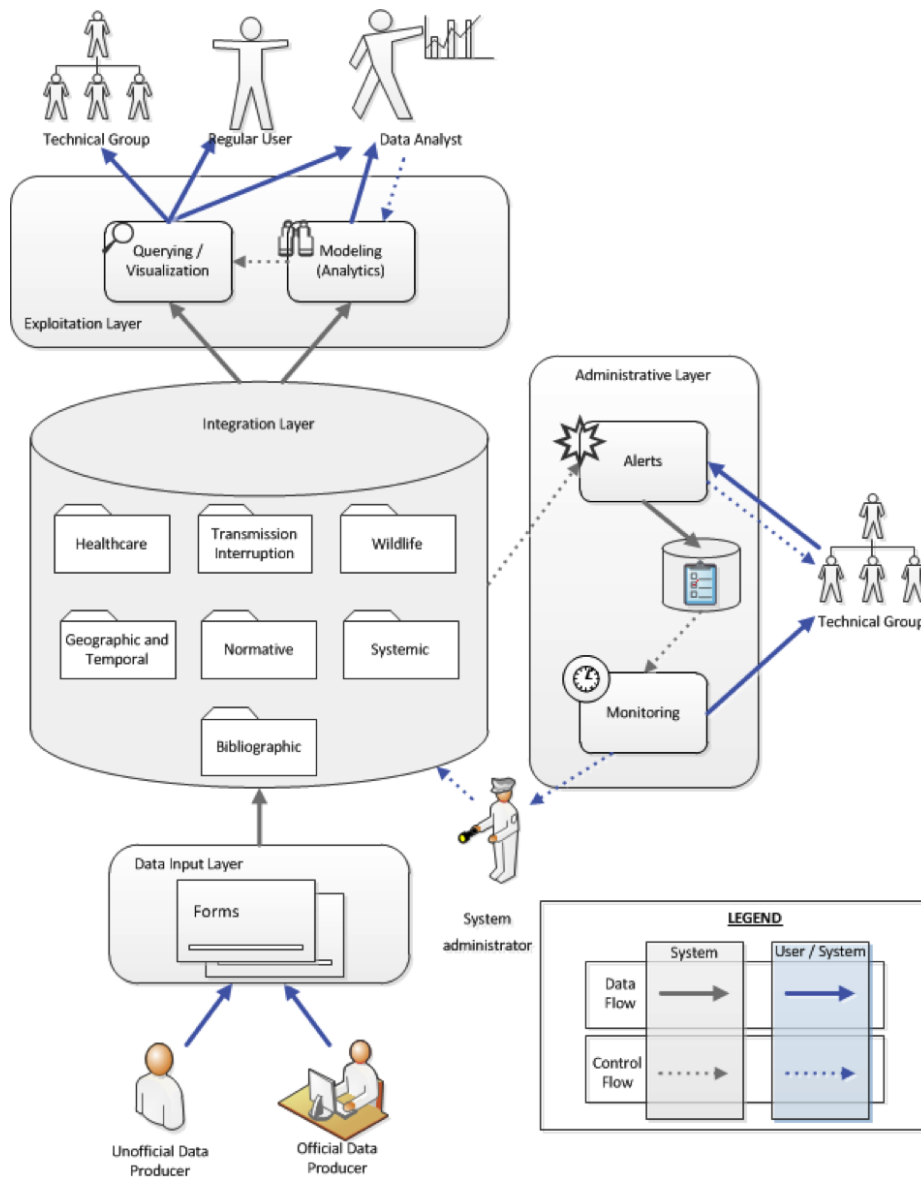 Technical Group
Regular User
Data Analyst
Querying /
Visualization
Modeling
(Analytics)
Exploitation Layer
Integration Layer
Healthcare
Transmission
Interruption
Wildlife
Geographic and
Temporal
Normative
Systemic
Bibliographic
Administrative Layer
Alerts
Technical Group
Monitoring
Data Input Layer
Forms
System
administrator
Unofficial Data
Producer
Official Data
Producer
LEGEND
System
User / System
Data
Flow
Control
Flow